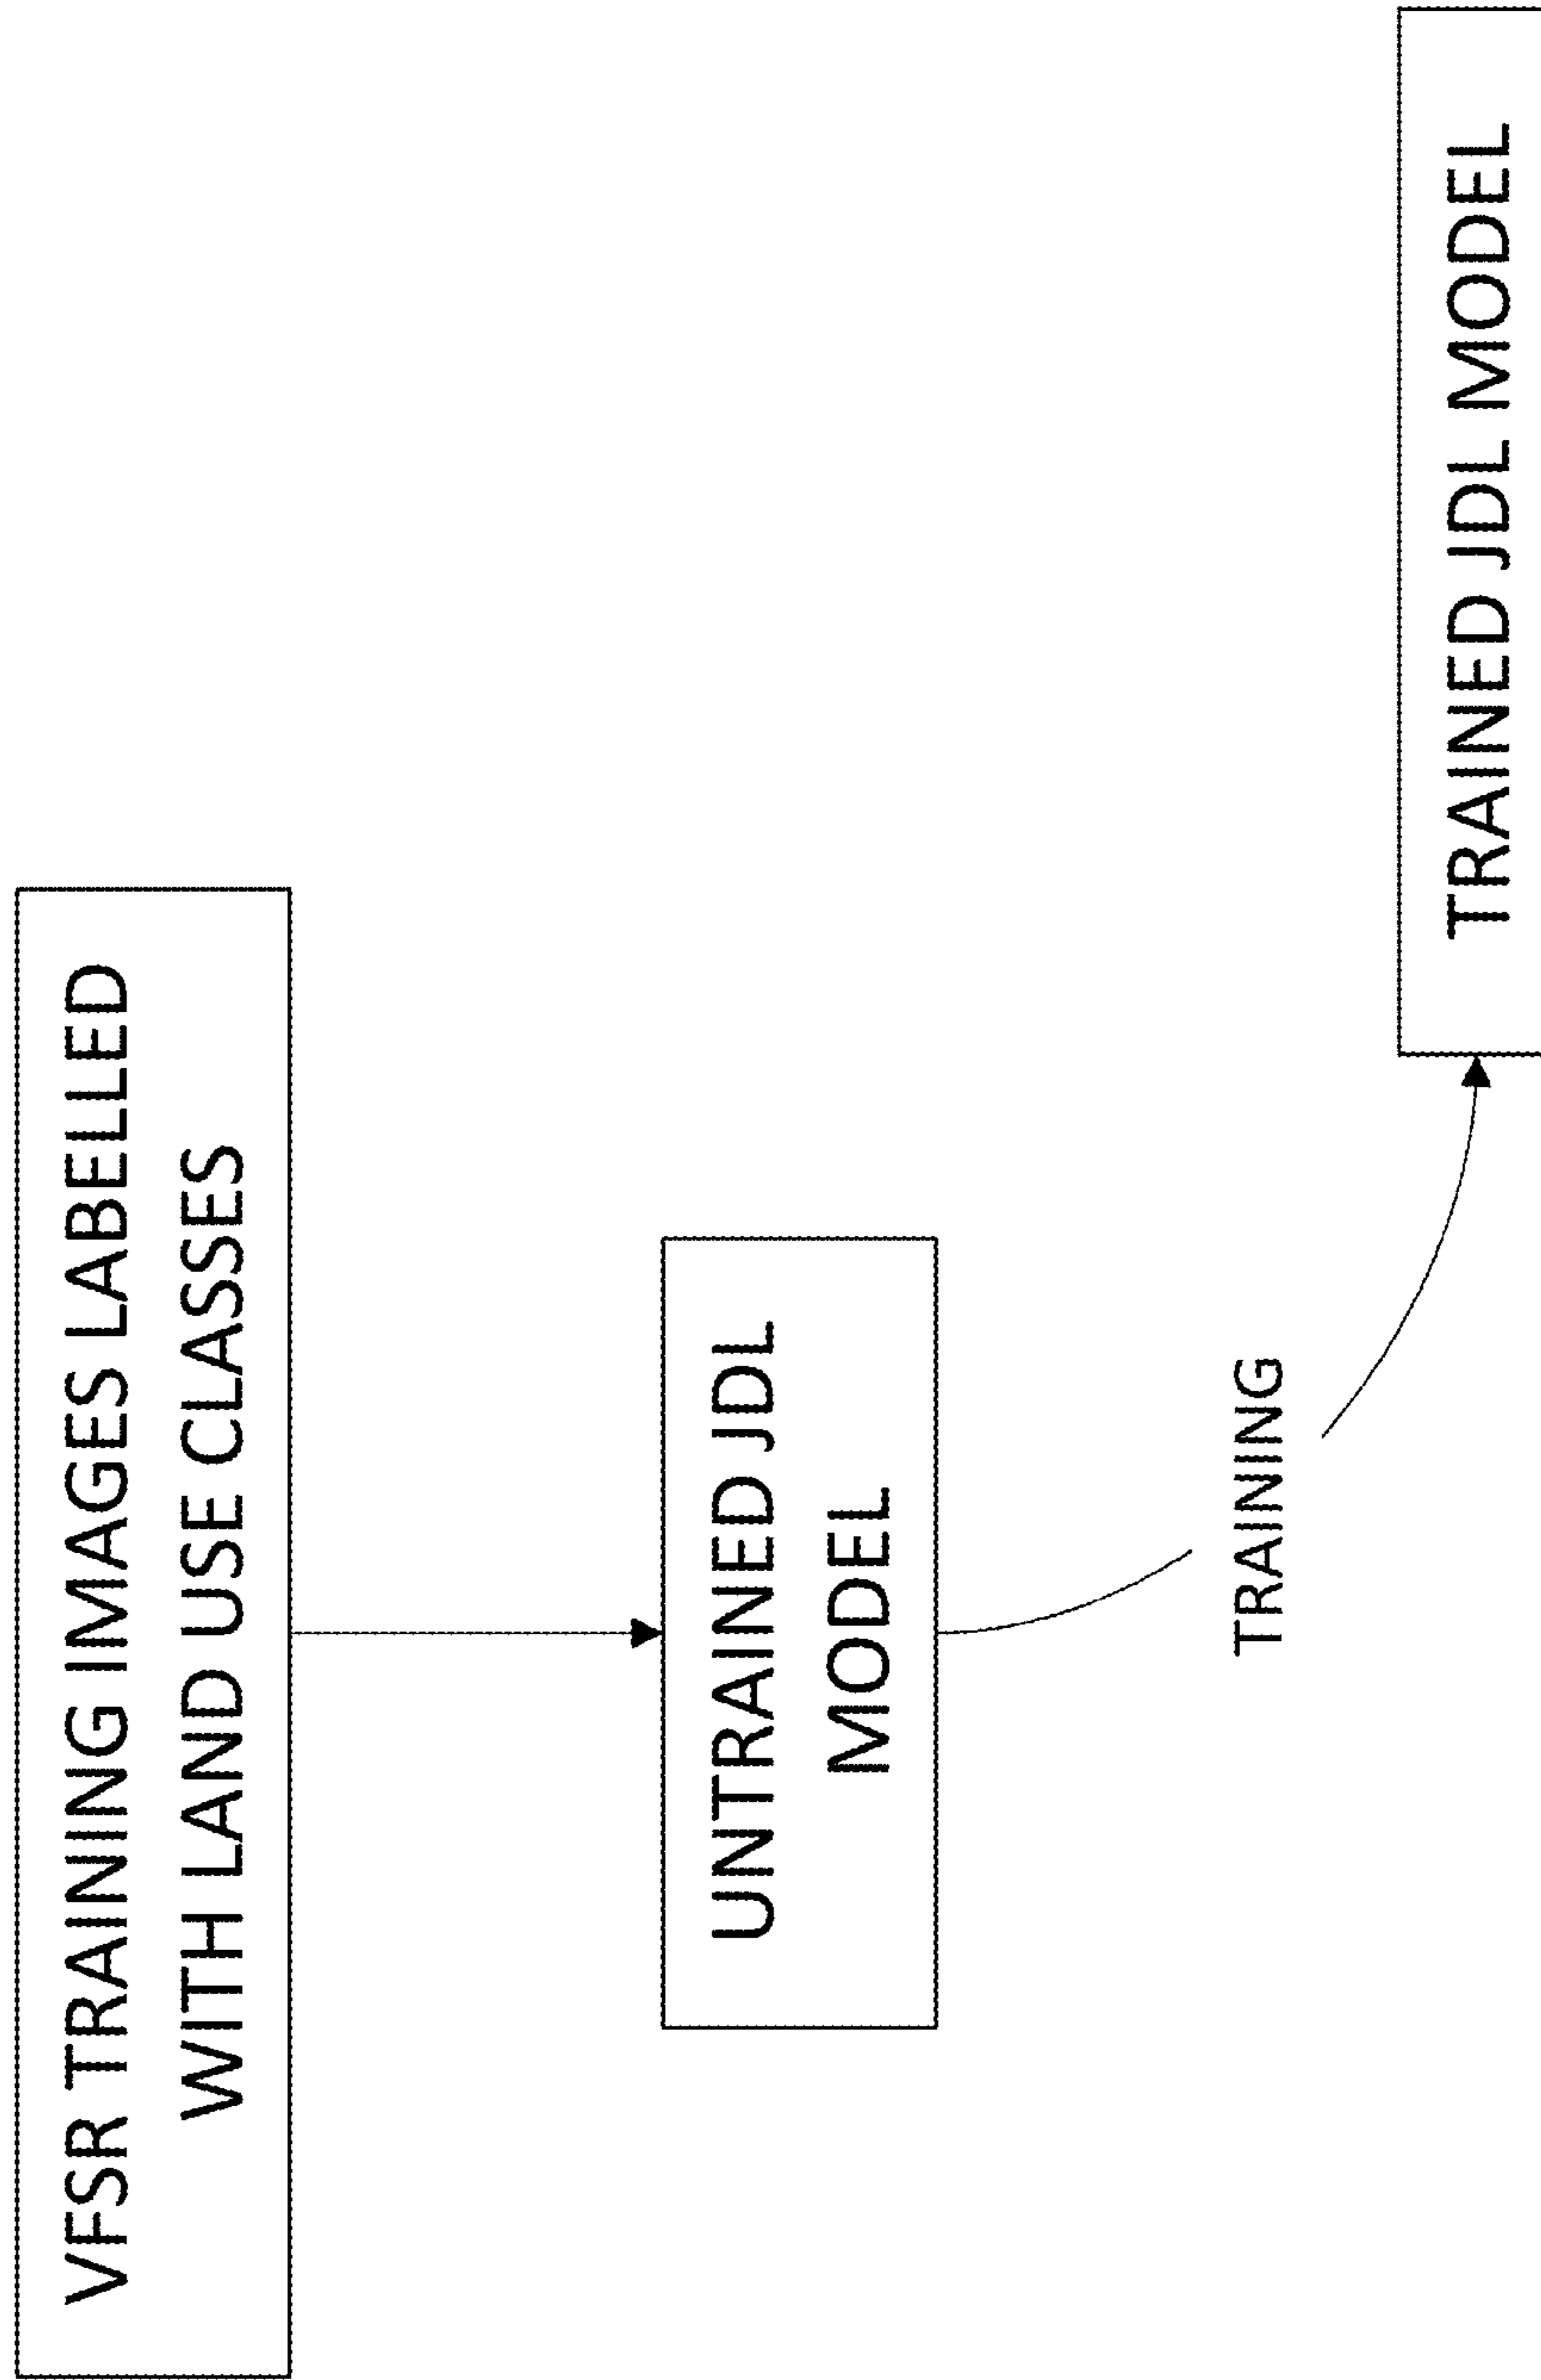 VFSR TRAINING IMAGES LABELLED
WITH LAND USE CLASSES
UNTRAINED JDL
MODEL
TRAINING
TRAINED JDL MODEL